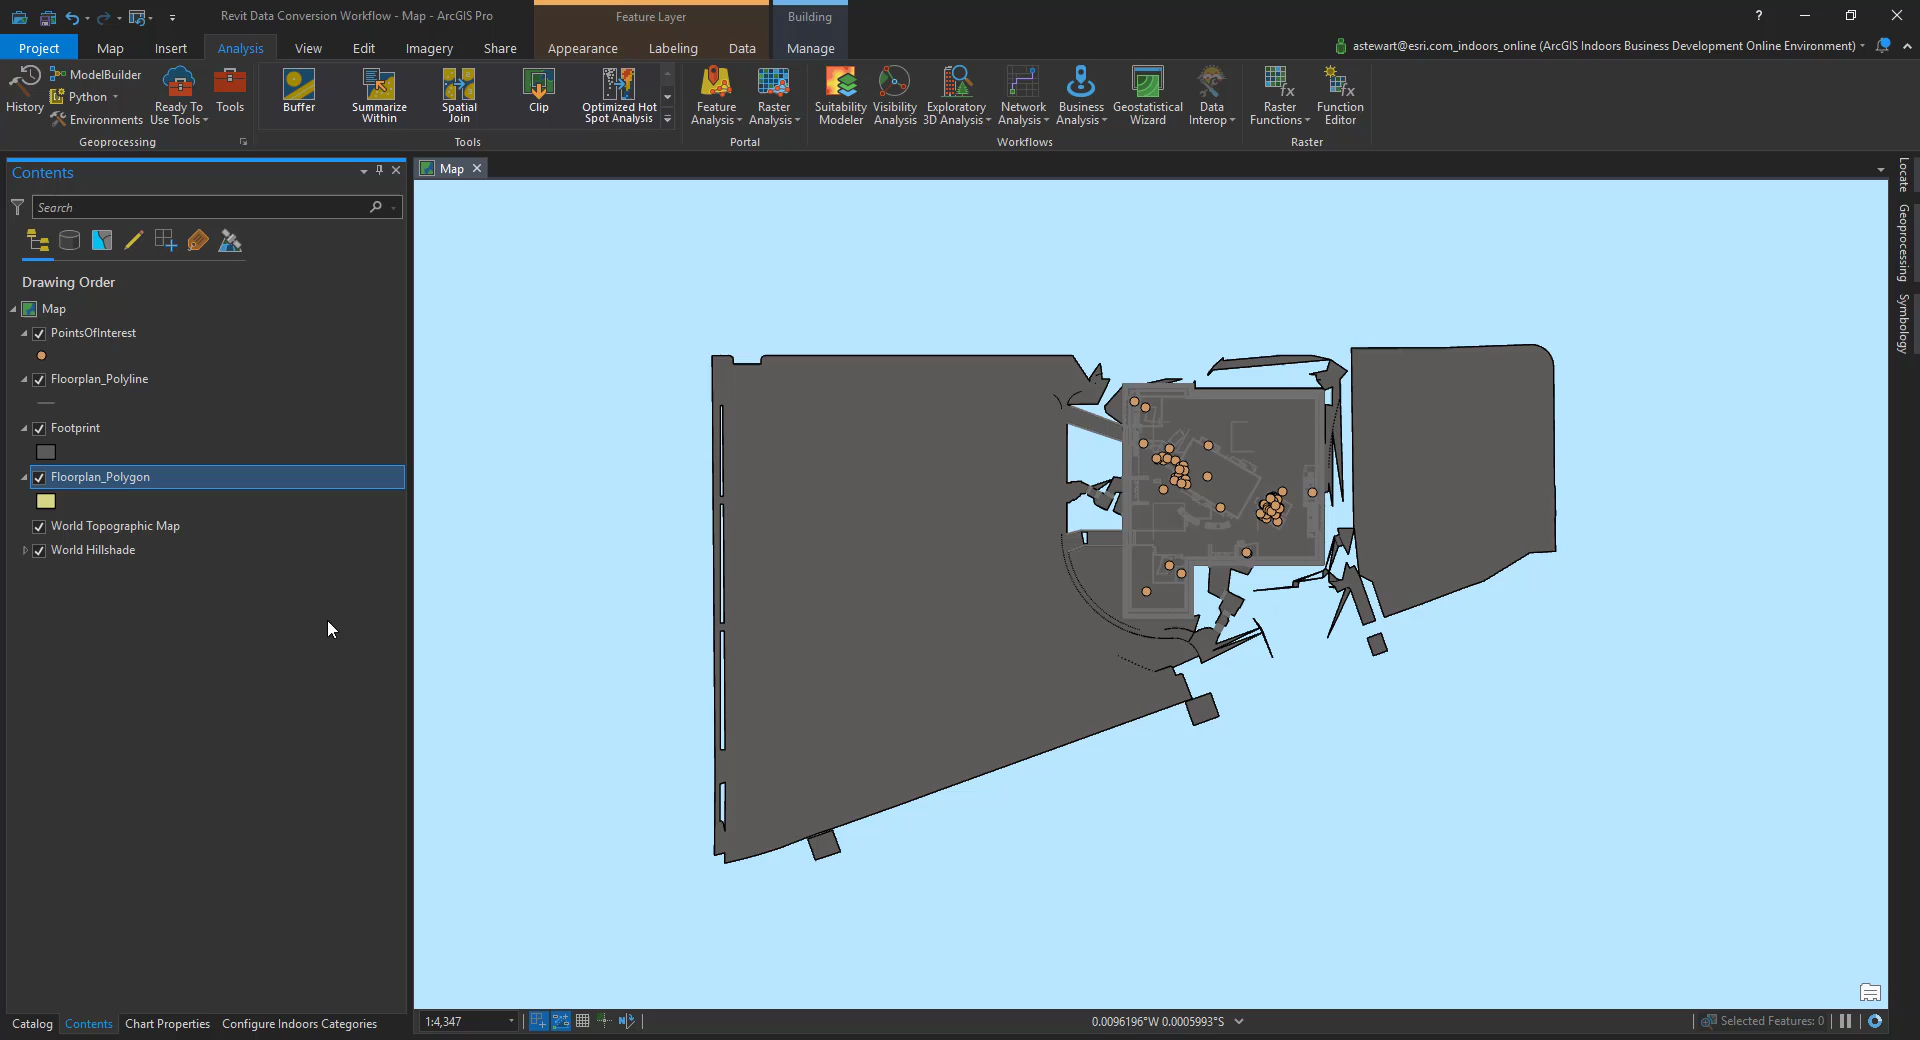 Revit Data Conversion Workflow - Map - ArcGIS Pro
Feature Layer
Building
?
Project
Map
Insert
Analysis
View
Edit
Imagery
Share
Appearance
Labeling
Data
Manage
astewart@esri.com_indoors_online (ArcGIS Indoors Business Development Online Environment)
History
ModelBuilder
Python
Environments
Ready To
Use Tools
Tools
Geoprocessing
Buffer
Summarize
Within
Spatial
Join
Clip
Optimized Hot
Spot Analysis
Tools
Feature
Analysis
Raster
Analysis
Portal
Suitability
Modeler
Visibility
Analysis
Exploratory
3D Analysis
Network
Analysis
Business
Analysis
Geostatistical
Wizard
Data
Interop
Workflows
Raster
Functions
Function
Editor
Raster
Contents
Search
Drawing Order
Map
PointsOfInterest
Floorplan_Polyline
Footprint
Floorplan_Polygon
World Topographic Map
World Hillshade
Map
Locate
Geoprocessing
Symbology
Catalog
Contents
Chart Properties
Configure Indoors Categories
1:4,347
0.0096196°W 0.0005993°S
Selected Features: 0